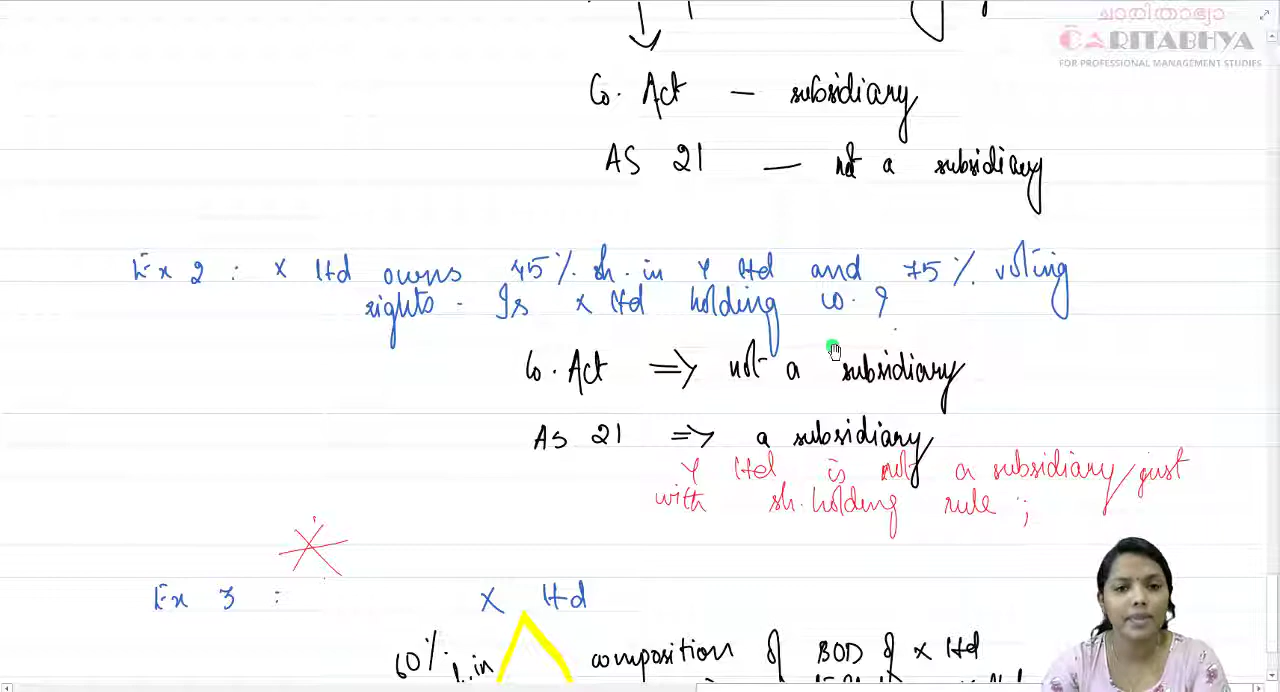 ചാരിതാഭ്യാ
CARITABHYA
FOR PROFESSIONAL MANAGEMENT STUDIES
Co. Act — subsidiary
AS 21 — not a subsidiary
Ex 2 : X ltd owns 45% sh. in Y ltd and 75% voting
rights. Is X ltd holding co. ?
Co. Act => not a subsidiary
AS 21 => a subsidiary
Y ltd is not a subsidiary just
with sh. holding rule ;
Ex 3 : X ltd
60% in composition of BOD of X ltd